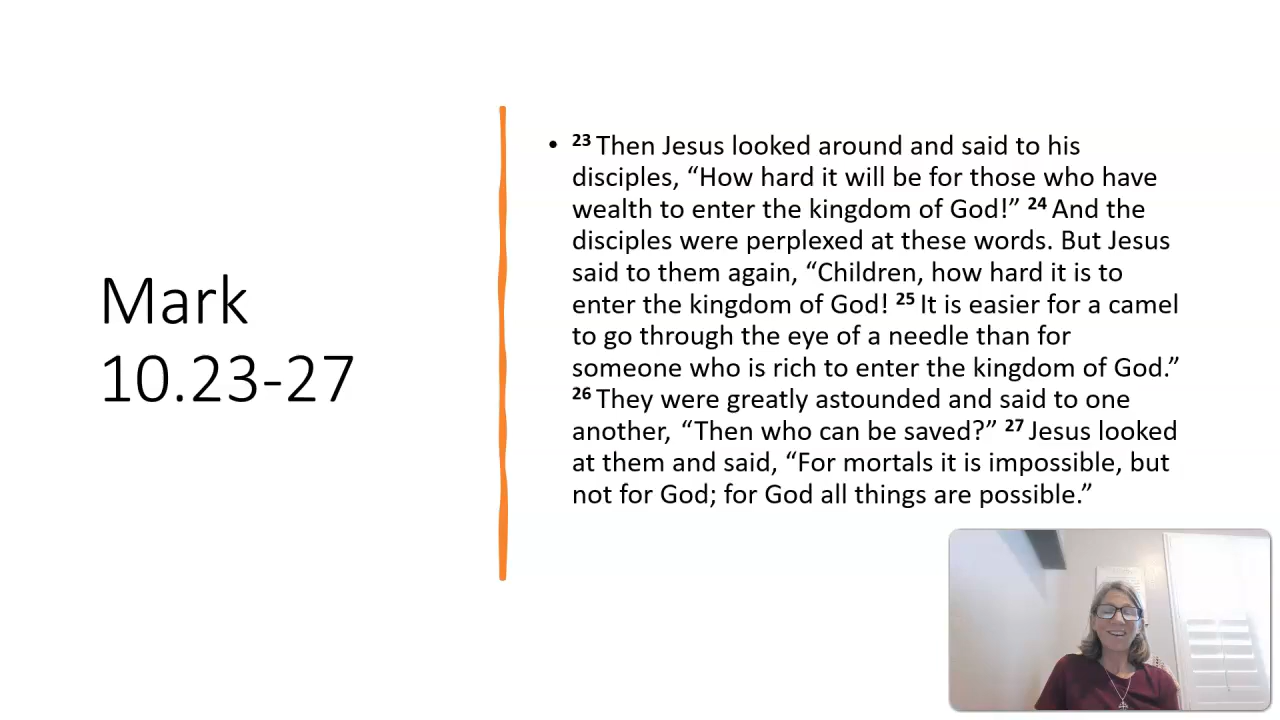 Mark
10.23-27
• 23 Then Jesus looked around and said to his
disciples, “How hard it will be for those who have
wealth to enter the kingdom of God!” 24 And the
disciples were perplexed at these words. But Jesus
said to them again, “Children, how hard it is to
enter the kingdom of God! 25 It is easier for a camel
to go through the eye of a needle than for
someone who is rich to enter the kingdom of God.”
26 They were greatly astounded and said to one
another, “Then who can be saved?” 27 Jesus looked
at them and said, “For mortals it is impossible, but
not for God; for God all things are possible.”